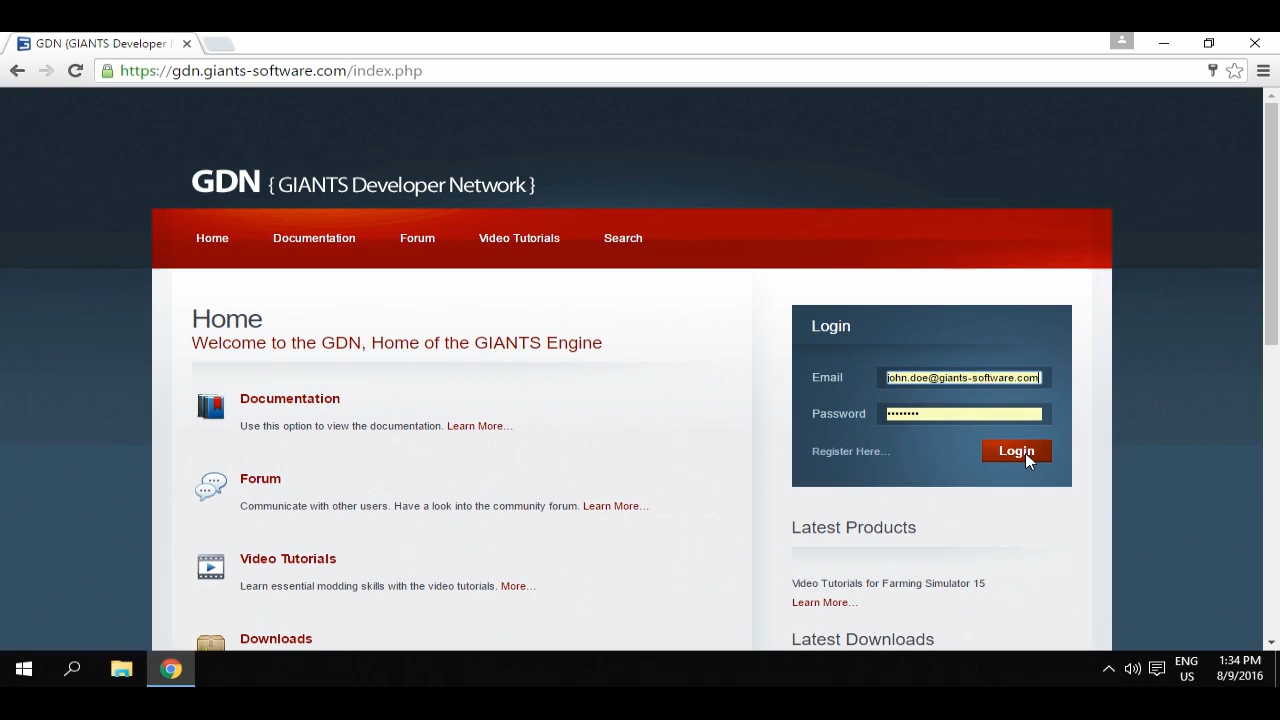 GDN {GIANTS Developer
https://gdn.giants-software.com/index.php
GDN { GIANTS Developer Network }
Home Documentation Forum Video Tutorials Search
Home
Welcome to the GDN, Home of the GIANTS Engine
Documentation
Use this option to view the documentation. Learn More...
Forum
Communicate with other users. Have a look into the community forum. Learn More...
Video Tutorials
Learn essential modding skills with the video tutorials. More...
Downloads
Login
Email john.doe@giants-software.com
Password ••••••••
Register Here... Login
Latest Products
Video Tutorials for Farming Simulator 15
Learn More...
Latest Downloads
ENG
US
1:34 PM
8/9/2016